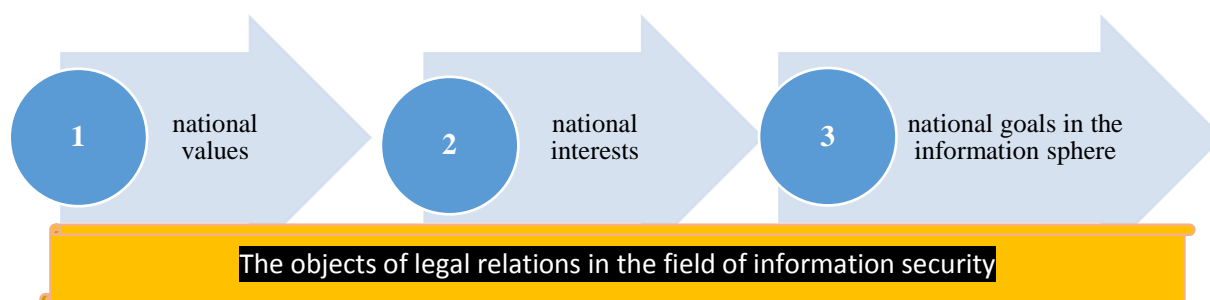 1
national
values
2
national
interests
3
national goals in the
information sphere
The objects of legal relations in the field of information security